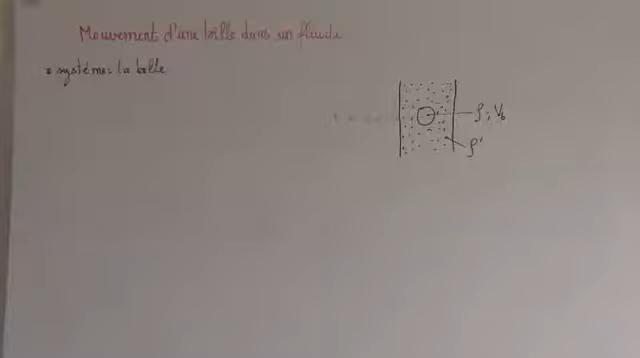 Mouvement d'une bille dans un fluide
système: la bille
ρ, V₀
ρ'